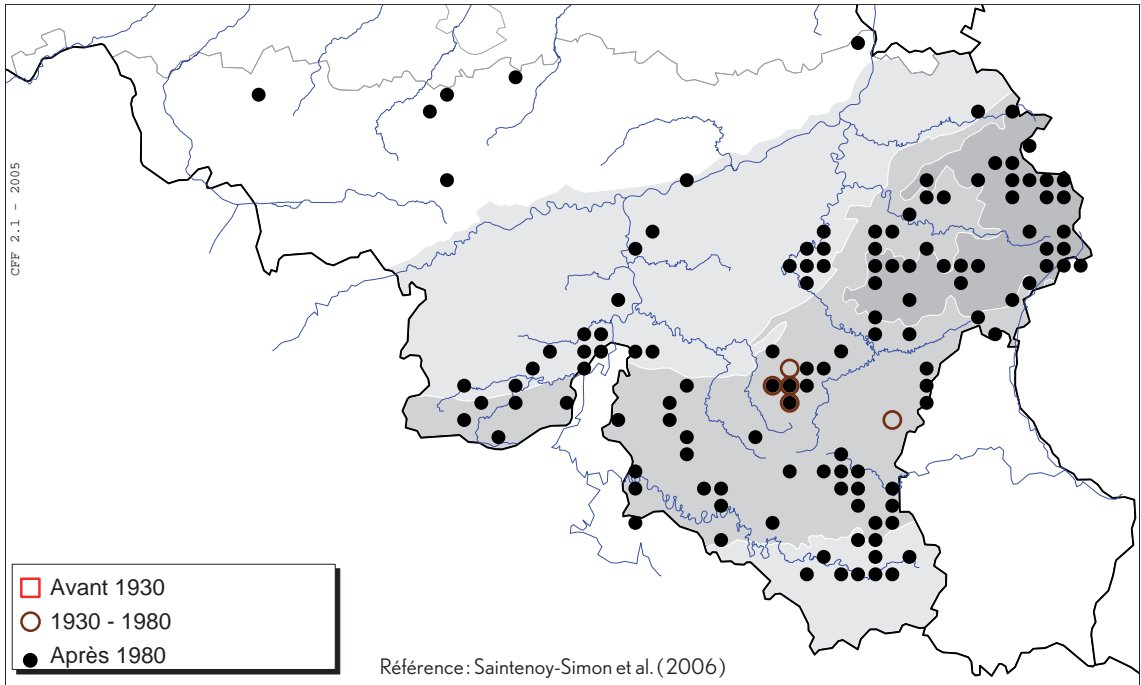 CFF 2.1 - 2005
Avant 1930
1930 - 1980
Après 1980
Référence : Saintenoy-Simon et al. (2006)